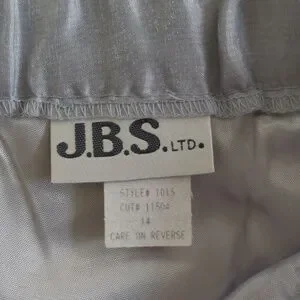 J.B.S. LTD.
STYLE# 1015
CUT# 11504
14
CARE ON REVERSE